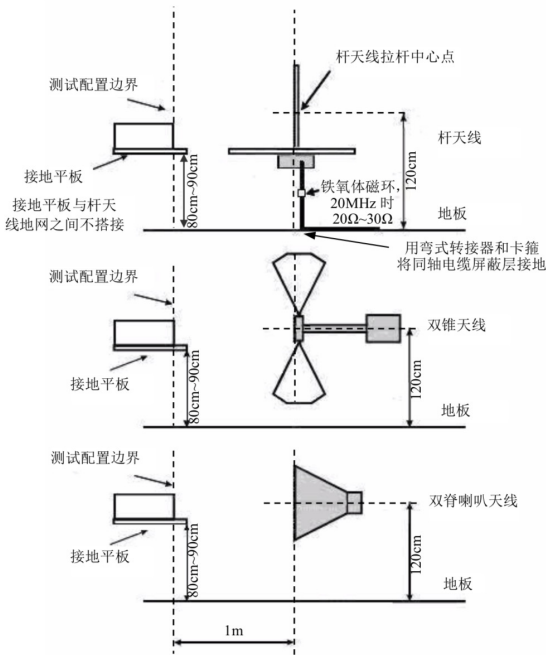 杆天线拉杆中心点
测试配置边界
杆天线
接地平板
80cm~90cm
120cm
接地平板与杆天
线地网之间不搭接
铁氧体磁环，
20MHz 时
20Ω~30Ω
地板
用弯式转接器和卡箍
将同轴电缆屏蔽层接地
测试配置边界
双锥天线
接地平板
80cm~90cm
120cm
地板
测试配置边界
双脊喇叭天线
接地平板
80cm~90cm
120cm
地板
1m